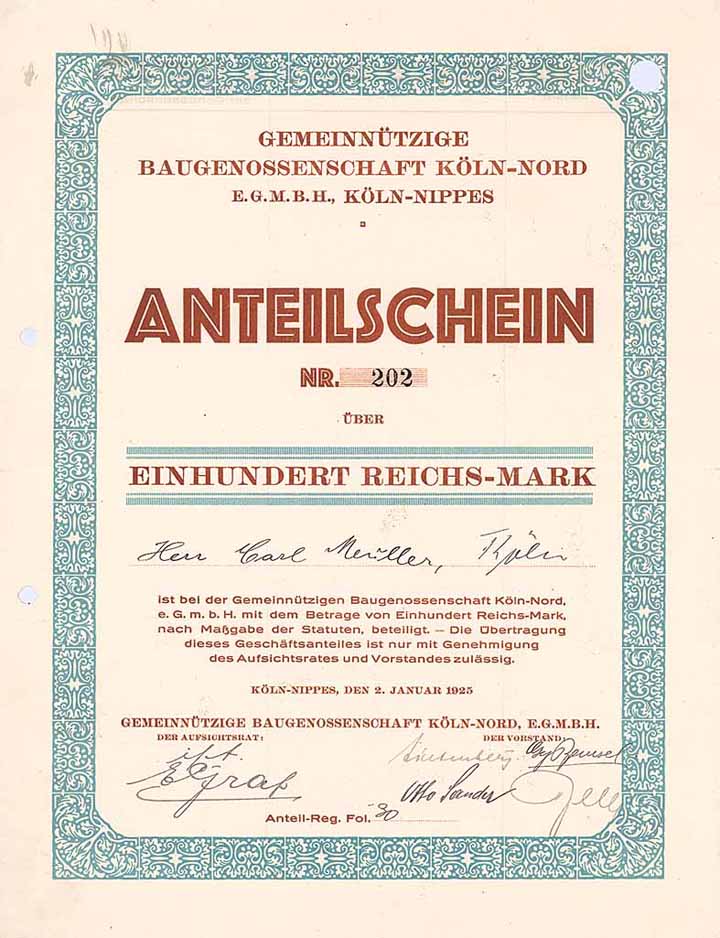 GEMEINNÜTZIGE
BAUGENOSSENSCHAFT KÖLN-NORD
E.G.M.B.H., KÖLN-NIPPES
ANTEILSCHEIN
NR. 202
ÜBER
EINHUNDERT REICHS-MARK
Herr Carl Meüller, Köln
ist bei der Gemeinnützigen Baugenossenschaft Köln-Nord,
e. G. m. b. H. mit dem Betrage von Einhundert Reichs-Mark,
nach Maßgabe der Statuten, beteiligt. – Die Übertragung
dieses Geschäftsanteiles ist nur mit Genehmigung
des Aufsichtsrates und Vorstandes zulässig.
KÖLN-NIPPES, DEN 2. JANUAR 1925
GEMEINNÜTZIGE BAUGENOSSENSCHAFT KÖLN-NORD, E.G.M.B.H.
DER AUFSICHTSRAT: DER VORSTAND:
E Graf
Otto Sander
Anteil-Reg. Fol. 30